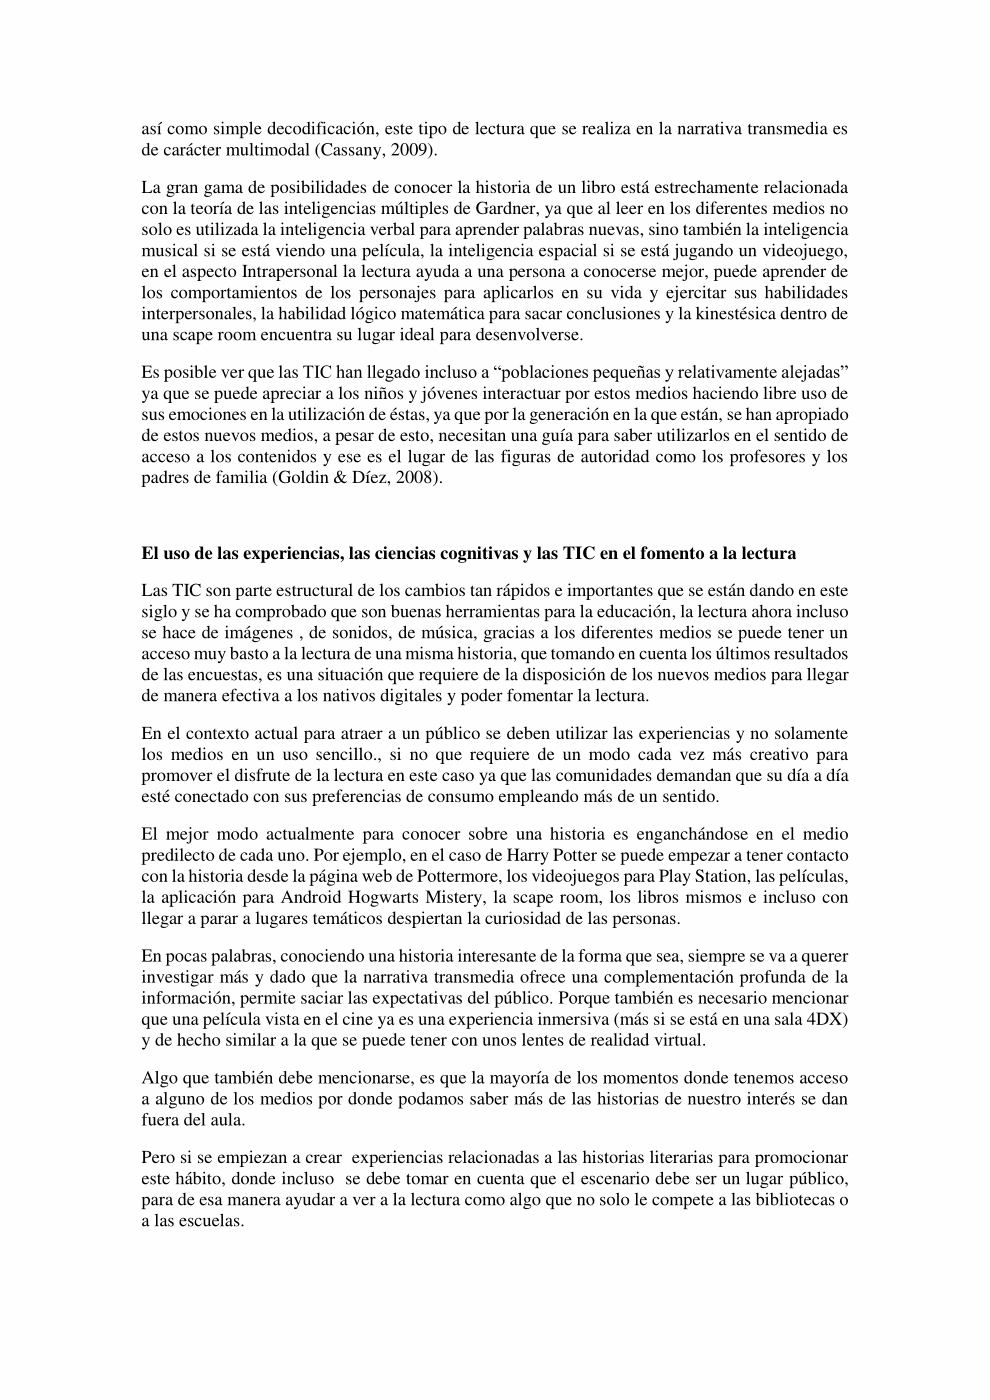 así como simple decodificación, este tipo de lectura que se realiza en la narrativa transmedia es
de carácter multimodal (Cassany, 2009).
La gran gama de posibilidades de conocer la historia de un libro está estrechamente relacionada
con la teoría de las inteligencias múltiples de Gardner, ya que al leer en los diferentes medios no
solo es utilizada la inteligencia verbal para aprender palabras nuevas, sino también la inteligencia
musical si se está viendo una película, la inteligencia espacial si se está jugando un videojuego,
en el aspecto Intrapersonal la lectura ayuda a una persona a conocerse mejor, puede aprender de
los comportamientos de los personajes para aplicarlos en su vida y ejercitar sus habilidades
interpersonales, la habilidad lógico matemática para sacar conclusiones y la kinestésica dentro de
una scape room encuentra su lugar ideal para desenvolverse.
Es posible ver que las TIC han llegado incluso a “poblaciones pequeñas y relativamente alejadas”
ya que se puede apreciar a los niños y jóvenes interactuar por estos medios haciendo libre uso de
sus emociones en la utilización de éstas, ya que por la generación en la que están, se han apropiado
de estos nuevos medios, a pesar de esto, necesitan una guía para saber utilizarlos en el sentido de
acceso a los contenidos y ese es el lugar de las figuras de autoridad como los profesores y los
padres de familia (Goldin & Díez, 2008).
El uso de las experiencias, las ciencias cognitivas y las TIC en el fomento a la lectura
Las TIC son parte estructural de los cambios tan rápidos e importantes que se están dando en este
siglo y se ha comprobado que son buenas herramientas para la educación, la lectura ahora incluso
se hace de imágenes , de sonidos, de música, gracias a los diferentes medios se puede tener un
acceso muy basto a la lectura de una misma historia, que tomando en cuenta los últimos resultados
de las encuestas, es una situación que requiere de la disposición de los nuevos medios para llegar
de manera efectiva a los nativos digitales y poder fomentar la lectura.
En el contexto actual para atraer a un público se deben utilizar las experiencias y no solamente
los medios en un uso sencillo., si no que requiere de un modo cada vez más creativo para
promover el disfrute de la lectura en este caso ya que las comunidades demandan que su día a día
esté conectado con sus preferencias de consumo empleando más de un sentido.
El mejor modo actualmente para conocer sobre una historia es enganchándose en el medio
predilecto de cada uno. Por ejemplo, en el caso de Harry Potter se puede empezar a tener contacto
con la historia desde la página web de Pottermore, los videojuegos para Play Station, las películas,
la aplicación para Android Hogwarts Mistery, la scape room, los libros mismos e incluso con
llegar a parar a lugares temáticos despiertan la curiosidad de las personas.
En pocas palabras, conociendo una historia interesante de la forma que sea, siempre se va a querer
investigar más y dado que la narrativa transmedia ofrece una complementación profunda de la
información, permite saciar las expectativas del público. Porque también es necesario mencionar
que una película vista en el cine ya es una experiencia inmersiva (más si se está en una sala 4DX)
y de hecho similar a la que se puede tener con unos lentes de realidad virtual.
Algo que también debe mencionarse, es que la mayoría de los momentos donde tenemos acceso
a alguno de los medios por donde podamos saber más de las historias de nuestro interés se dan
fuera del aula.
Pero si se empiezan a crear  experiencias relacionadas a las historias literarias para promocionar
este hábito, donde incluso  se debe tomar en cuenta que el escenario debe ser un lugar público,
para de esa manera ayudar a ver a la lectura como algo que no solo le compete a las bibliotecas o
a las escuelas.